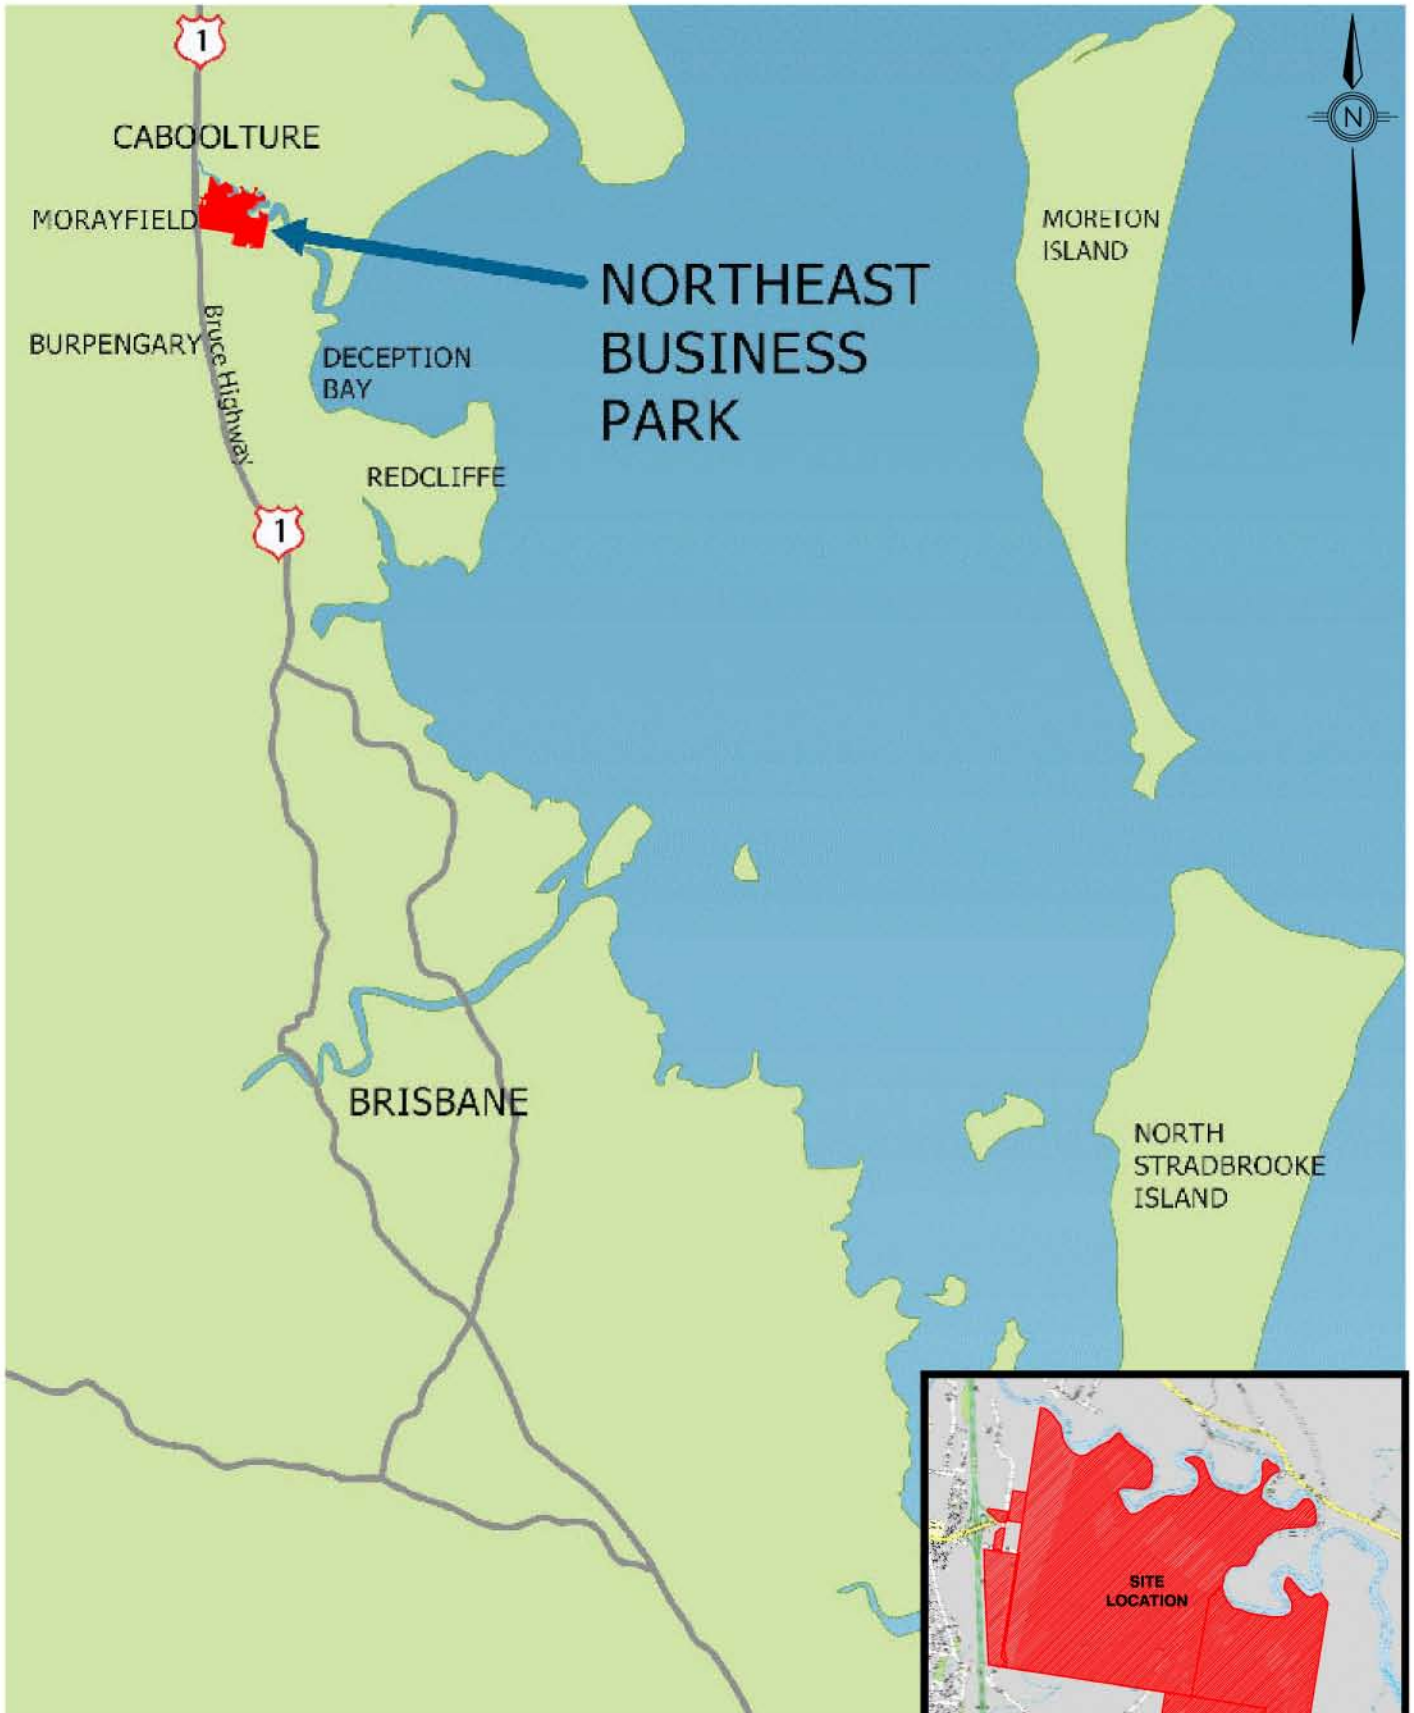 1
N
CABOOLTURE
MORAYFIELD
MORETON
ISLAND
NORTHEAST
BUSINESS
PARK
Bruce Highway
BURPENGARY
DECEPTION
BAY
REDCLIFFE
1
BRISBANE
NORTH
STRADBROOKE
ISLAND
SITE
LOCATION